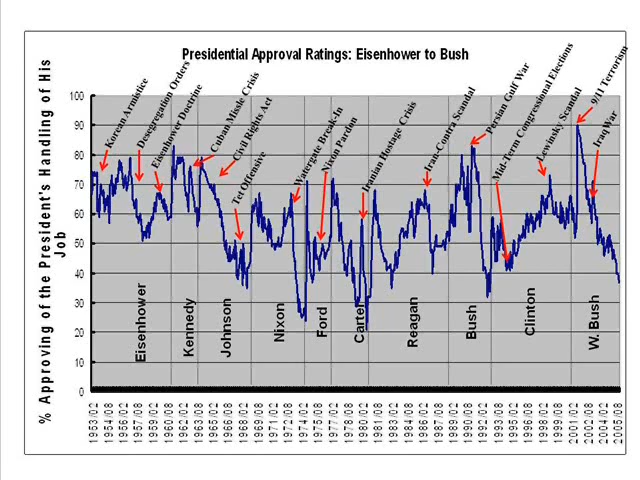 Presidential Approval Ratings: Eisenhower to Bush
% Approving of the President's Handling of His
Job
100
90
80
70
60
50
40
30
20
10
0
Korean Armistice
Desegregation Orders
Eisenhower Doctrine
Cuban Missle Crisis
Civil Rights Act
Tet Offensive
Watergate Break-In
Nixon Pardon
Iranian Hostage Crisis
Iran-Contra Scandal
Persian Gulf War
Mid-Term Congressional Elections
Lewinsky Scandal
9/11 Terrorism
Iraq War
Eisenhower
Kennedy
Johnson
Nixon
Ford
Carter
Reagan
Bush
Clinton
W. Bush
1953/02
1954/08
1956/02
1957/08
1959/02
1960/08
1962/02
1963/08
1965/02
1966/08
1968/02
1969/08
1971/02
1972/08
1974/02
1975/08
1977/02
1978/08
1980/02
1981/08
1983/02
1984/08
1986/02
1987/08
1989/02
1990/08
1992/02
1993/08
1995/02
1996/08
1998/02
1999/08
2001/02
2002/08
2004/02
2005/08